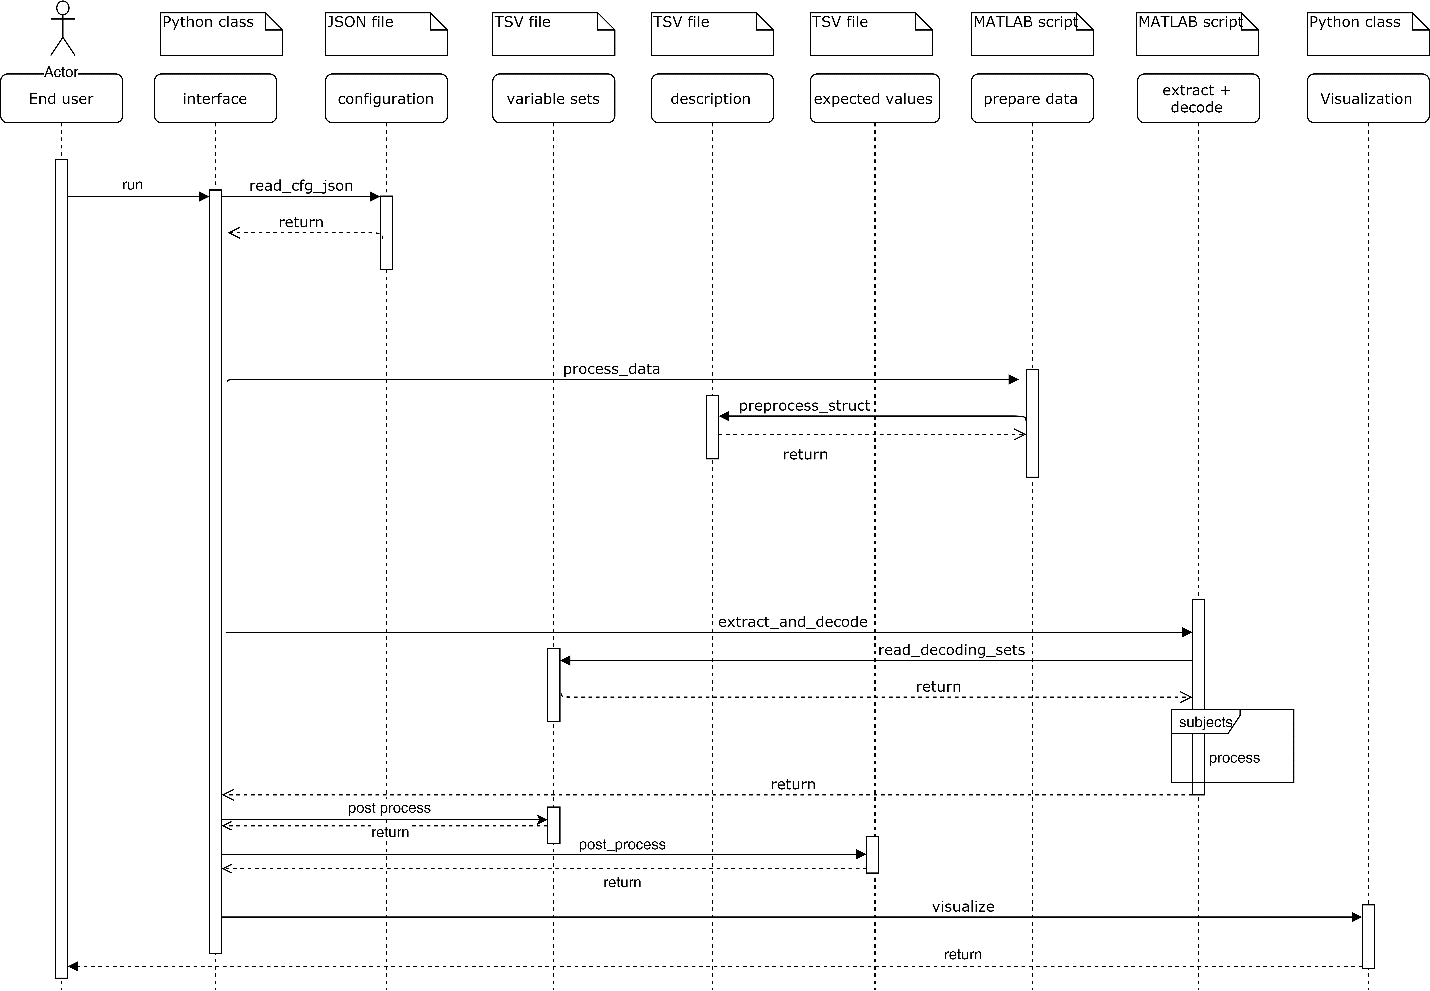 Python class
JSON file
TSV file
TSV file
TSV file
MATLAB script
MATLAB script
Python class
Actor
End user
interface
configuration
variable sets
description
expected values
prepare data
extract +
decode
Visualization
run
read_cfg_json
return
process_data
preprocess_struct
return
extract_and_decode
read_decoding_sets
return
subjects
process
return
post process
return
post_process
return
visualize
return